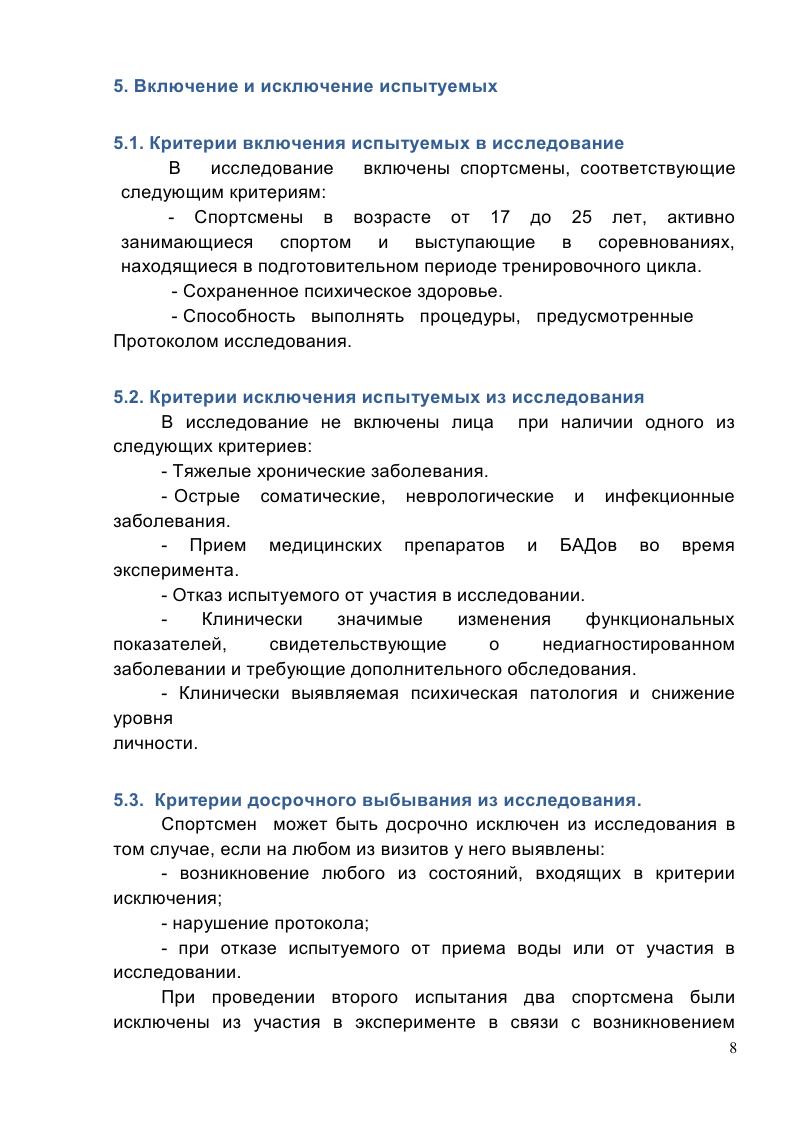 5. Включение и исключение испытуемых
5.1. Критерии включения испытуемых в исследование
В исследование включены спортсмены, соответствующие
следующим критериям:
- Спортсмены в возрасте от 17 до 25 лет, активно
занимающиеся спортом и выступающие в соревнованиях,
находящиеся в подготовительном периоде тренировочного цикла.
- Сохраненное психическое здоровье.
- Способность выполнять процедуры, предусмотренные
Протоколом исследования.
5.2. Критерии исключения испытуемых из исследования
В исследование не включены лица при наличии одного из
следующих критериев:
- Тяжелые хронические заболевания.
- Острые соматические, неврологические и инфекционные
заболевания.
- Прием медицинских препаратов и БАДов во время
эксперимента.
- Отказ испытуемого от участия в исследовании.
- Клинически значимые изменения функциональных
показателей, свидетельствующие о недиагностированном
заболевании и требующие дополнительного обследования.
- Клинически выявляемая психическая патология и снижение
уровня
личности.
5.3. Критерии досрочного выбывания из исследования.
Спортсмен может быть досрочно исключен из исследования в
том случае, если на любом из визитов у него выявлены:
- возникновение любого из состояний, входящих в критерии
исключения;
- нарушение протокола;
- при отказе испытуемого от приема воды или от участия в
исследовании.
При проведении второго испытания два спортсмена были
исключены из участия в эксперименте в связи с возникновением
8